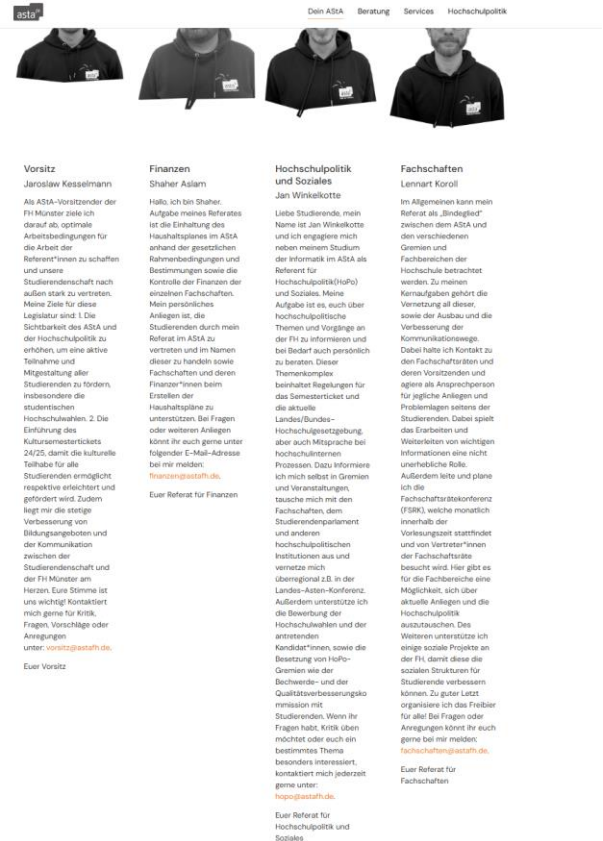 asta
Dein AStA Beratung Services Hochschulpolitik
Vorsitz
Jaroslaw Kesselmann
Als AStA-Vorsitzender der
FH Münster ziele ich
darauf ab, optimale
Arbeitsbedingungen für
die Arbeit der
Referent*innen zu schaffen
und unsere
Studierendenschaft nach
außen stark zu vertreten.
Meine Ziele für diese
Legislatur sind: 1. Die
Sichtbarkeit des AStA und
der Hochschulpolitik zu
erhöhen, um eine aktive
Teilnahme und
Mitgestaltung aller
Studierenden zu fördern,
insbesondere die
studentischen
Hochschulwahlen. 2. Die
Einführung des
Kultursemestertickets
24/25, damit die kulturelle
Teilhabe für alle
Studierenden ermöglicht
respektive erleichtert und
gefördert wird. Zudem
liegt mir die stetige
Verbesserung von
Bildungsangeboten und
der Kommunikation
zwischen der
Studierendenschaft und
der FH Münster am
Herzen. Eure Stimme ist
uns wichtig! Kontaktiert
mich gerne für Kritik,
Fragen, Vorschläge oder
Anregungen
unter: vorsitz@astafh.de.
Euer Vorsitz
Finanzen
Shaher Aslam
Hallo, ich bin Shaher.
Aufgabe meines Referates
ist die Einhaltung des
Haushaltsplanes im AStA
anhand der gesetzlichen
Rahmenbedingungen und
Bestimmungen sowie die
Kontrolle der Finanzen der
einzelnen Fachschaften.
Mein persönliches
Anliegen ist, die
Studierenden durch mein
Referat im AStA zu
vertreten und im Namen
dieser zu handeln sowie
Fachschaften und deren
Finanzer*innen beim
Erstellen der
Haushaltspläne zu
unterstützen. Bei Fragen
oder weiteren Anliegen
könnt ihr euch gerne unter
folgender E-Mail-Adresse
bei mir melden:
finanzen@astafh.de.
Euer Referat für Finanzen
Hochschulpolitik
und Soziales
Jan Winkelkotte
Liebe Studierende, mein
Name ist Jan Winkelkotte
und ich engagiere mich
neben meinem Studium
der Informatik im AStA als
Referent für
Hochschulpolitik(HoPo)
und Soziales. Meine
Aufgabe ist es, euch über
hochschulpolitische
Themen und Vorgänge an
der FH zu informieren und
bei Bedarf auch persönlich
zu beraten. Dieser
Themenkomplex
beinhaltet Regelungen für
das Semesterticket und
die aktuelle
Landes/Bundes-
Hochschulgesetzgebung,
aber auch Mitsprache bei
hochschulinternen
Prozessen. Dazu Informiere
ich mich selbst in Gremien
und Veranstaltungen,
tausche mich mit den
Fachschaften, dem
Studierendenparlament
und anderen
hochschulpolitischen
Institutionen aus und
vernetze mich
überregional z.B. in der
Landes-Asten-Konferenz.
Außerdem unterstütze ich
die Bewerbung der
Hochschulwahlen und der
antretenden
Kandidat*innen, sowie die
Besetzung von HoPo-
Gremien wie der
Bechwerde- und der
Qualitätsverbesserungsko
mmission mit
Studierenden. Wenn ihr
Fragen habt, Kritik üben
möchtet oder euch ein
bestimmtes Thema
besonders interessiert,
kontaktiert mich jederzeit
gerne unter:
hopo@astafh.de.
Euer Referat für
Hochschulpolitik und
Soziales
Fachschaften
Lennart Koroll
Im Allgemeinen kann mein
Referat als „Bindeglied"
zwischen dem AStA und
den verschiedenen
Gremien und
Fachbereichen der
Hochschule betrachtet
werden. Zu meinen
Kernaufgaben gehört die
Vernetzung all dieser,
sowie der Ausbau und die
Verbesserung der
Kommunikationswege.
Dabei halte ich Kontakt zu
den Fachschaftsräten und
deren Vorsitzenden und
agiere als Ansprechperson
für jegliche Anliegen und
Problemlagen seitens der
Studierenden. Dabei spielt
das Erarbeiten und
Weiterleiten von wichtigen
Informationen eine nicht
unerhebliche Rolle.
Außerdem leite und plane
ich die
Fachschaftsrätekonferenz
(FSRK), welche monatlich
innerhalb der
Vorlesungszeit stattfindet
und von Vertreter*innen
der Fachschaftsräte
besucht wird. Hier gibt es
für die Fachbereiche eine
Möglichkeit, sich über
aktuelle Anliegen und die
Hochschulpolitik
auszutauschen. Des
Weiteren unterstütze ich
einige soziale Projekte an
der FH, damit diese die
sozialen Strukturen für
Studierende verbessern
können. Zu guter Letzt
organisiere ich das Freibier
für alle! Bei Fragen oder
Anregungen könnt ihr euch
gerne bei mir melden:
fachschaften@astafh.de.
Euer Referat für
Fachschaften